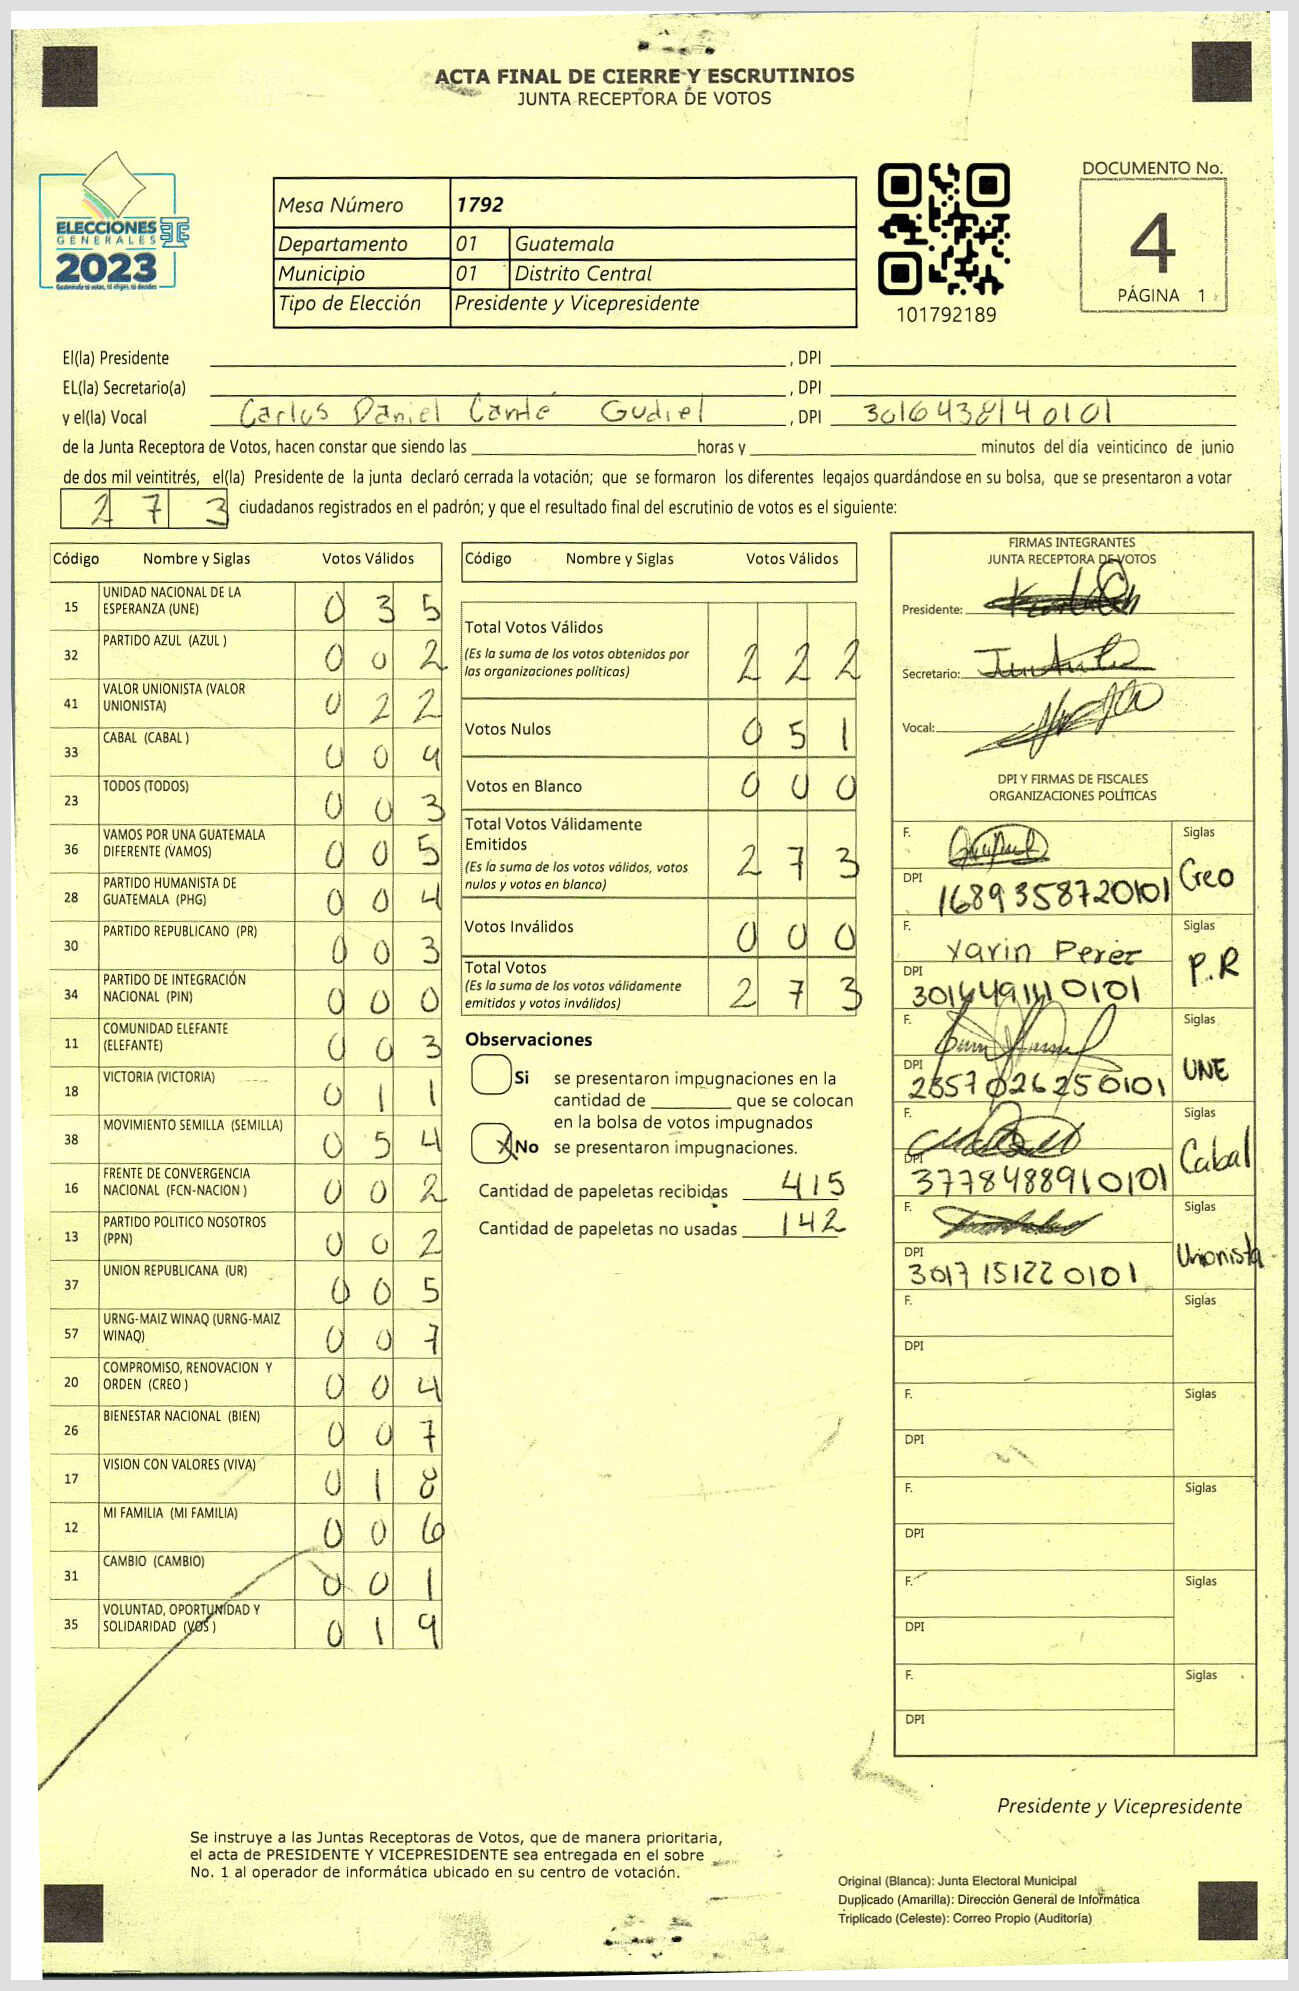 ACTA FINAL DE CIERRE Y ESCRUTINIOS
JUNTA RECEPTORA DE VOTOS
ELECCIONES
GENERALES
2023
Guatemala tú votas, tú eliges, tú decides
Mesa Número 1792
Departamento 01 Guatemala
Municipio 01 Distrito Central
Tipo de Elección Presidente y Vicepresidente
101792189
DOCUMENTO No.
4
PÁGINA 1
El(la) Presidente , DPI
EL(la) Secretario(a) , DPI
y el(la) Vocal Carlos Daniel Canté Gudiel , DPI 3016438140101
de la Junta Receptora de Votos, hacen constar que siendo las horas y minutos del día veinticinco de junio
de dos mil veintitrés, el(la) Presidente de la junta declaró cerrada la votación; que se formaron los diferentes legajos guardándose en su bolsa, que se presentaron a votar
273 ciudadanos registrados en el padrón; y que el resultado final del escrutinio de votos es el siguiente:
Código Nombre y Siglas Votos Válidos
15 UNIDAD NACIONAL DE LA ESPERANZA (UNE) 0 3 5
32 PARTIDO AZUL (AZUL ) 0 0 2
41 VALOR UNIONISTA (VALOR UNIONISTA) 0 2 2
33 CABAL (CABAL ) 0 0 9
23 TODOS (TODOS) 0 0 3
36 VAMOS POR UNA GUATEMALA DIFERENTE (VAMOS) 0 0 5
28 PARTIDO HUMANISTA DE GUATEMALA (PHG) 0 0 4
30 PARTIDO REPUBLICANO (PR) 0 0 3
34 PARTIDO DE INTEGRACIÓN NACIONAL (PIN) 0 0 0
11 COMUNIDAD ELEFANTE (ELEFANTE) 0 0 3
18 VICTORIA (VICTORIA) 0 1 1
38 MOVIMIENTO SEMILLA (SEMILLA) 0 5 4
16 FRENTE DE CONVERGENCIA NACIONAL (FCN-NACION ) 0 0 2
13 PARTIDO POLITICO NOSOTROS (PPN) 0 0 2
37 UNION REPUBLICANA (UR) 0 0 5
57 URNG-MAIZ WINAQ (URNG-MAIZ WINAQ) 0 0 7
20 COMPROMISO, RENOVACION Y ORDEN (CREO ) 0 0 4
26 BIENESTAR NACIONAL (BIEN) 0 0 7
17 VISION CON VALORES (VIVA) 0 1 8
12 MI FAMILIA (MI FAMILIA) 0 0 6
31 CAMBIO (CAMBIO) 0 0 1
35 VOLUNTAD, OPORTUNIDAD Y SOLIDARIDAD (VOS ) 0 1 9
Código Nombre y Siglas Votos Válidos
Total Votos Válidos 2 2 2
(Es la suma de los votos obtenidos por
las organizaciones políticas)
Votos Nulos 0 5 1
Votos en Blanco 0 0 0
Total Votos Válidamente
Emitidos 2 7 3
(Es la suma de los votos válidos, votos
nulos y votos en blanco)
Votos Inválidos 0 0 0
Total Votos 2 7 3
(Es la suma de los votos válidamente
emitidos y votos inválidos)
Observaciones
Si se presentaron impugnaciones en la
cantidad de que se colocan
en la bolsa de votos impugnados
X No se presentaron impugnaciones.
Cantidad de papeletas recibidas 415
Cantidad de papeletas no usadas 142
FIRMAS INTEGRANTES
JUNTA RECEPTORA DE VOTOS
Presidente:
Secretario:
Vocal:
DPI Y FIRMAS DE FISCALES
ORGANIZACIONES POLÍTICAS
F. Siglas
DPI 1689358720101 Creo
F. Yarin Perez Siglas
DPI P.R
F. Siglas
DPI 2657026250101 UNE
F. Siglas
DPI 3778488910101 Cabal
F. Siglas
DPI 3017151220101 Unionista
F. Siglas
DPI
F. Siglas
DPI
F. Siglas
DPI
F. Siglas
DPI
F. Siglas
DPI
Presidente y Vicepresidente
Se instruye a las Juntas Receptoras de Votos, que de manera prioritaria,
el acta de PRESIDENTE Y VICEPRESIDENTE sea entregada en el sobre
No. 1 al operador de informática ubicado en su centro de votación.
Original (Blanca): Junta Electoral Municipal
Duplicado (Amarilla): Dirección General de Informática
Triplicado (Celeste): Correo Propio (Auditoría)